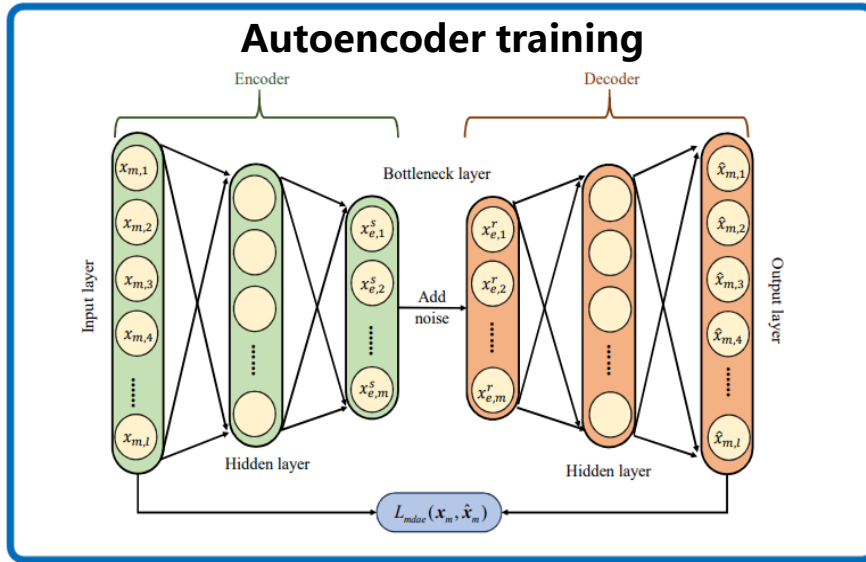 Autoencoder training
Encoder
Decoder
Bottleneck layer
Input layer
x_{m,1}
x_{m,2}
x_{m,3}
x_{m,4}
......
x_{m,l}
......
Hidden layer
x^s_{e,1}
x^s_{e,2}
......
x^s_{e,m}
Add
noise
x^r_{e,1}
x^r_{e,2}
......
x^r_{e,m}
......
Hidden layer
x̂_{m,1}
x̂_{m,2}
x̂_{m,3}
x̂_{m,4}
......
x̂_{m,l}
Output layer
L_{mdae}(x_m, x̂_m)